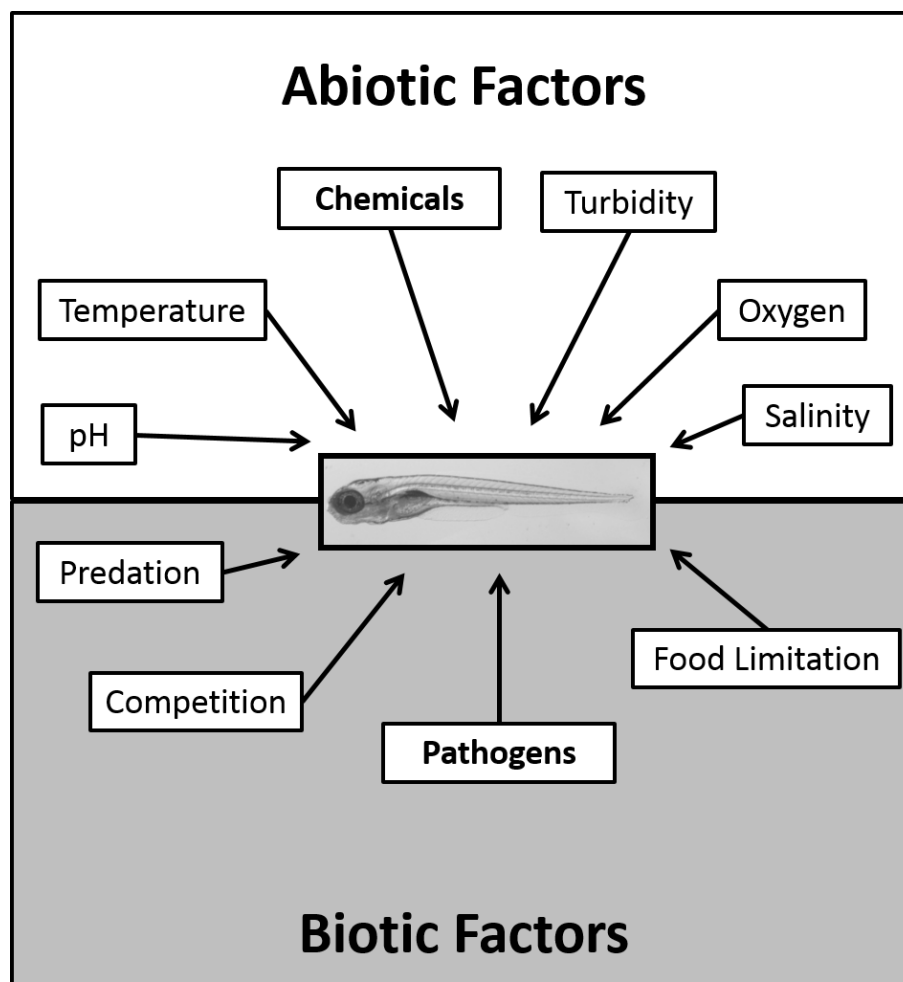 Abiotic Factors
Chemicals
Turbidity
Temperature
Oxygen
pH
Salinity
Predation
Food Limitation
Competition
Pathogens
Biotic Factors